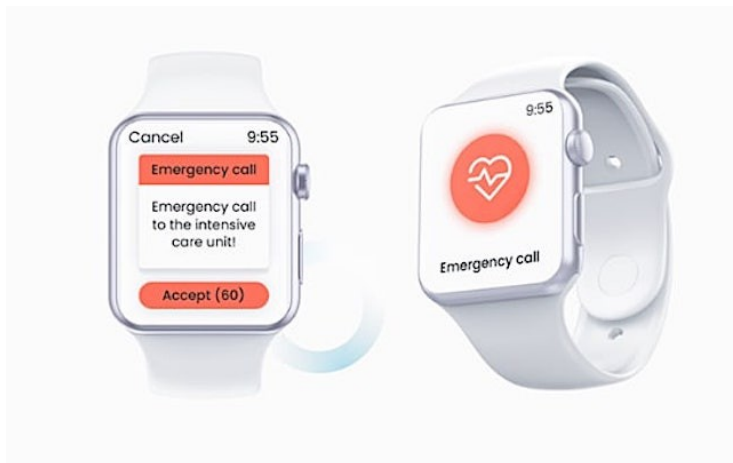 Cancel 9:55
Emergency call
Emergency call
to the intensive
care unit!
Accept (60)
9:55
Emergency call